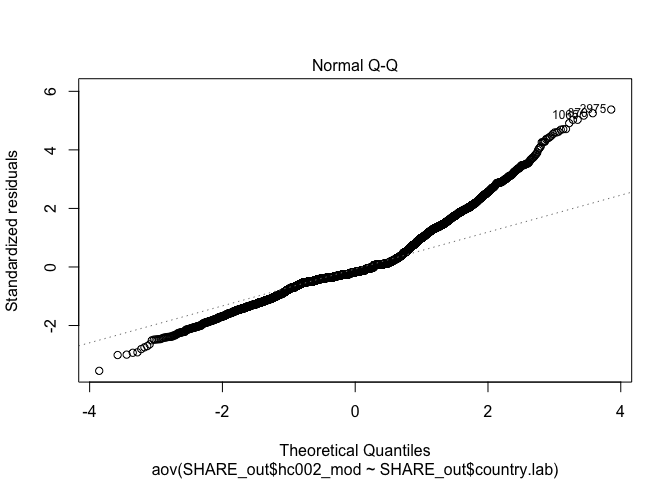 Normal Q-Q
Standardized residuals
6
4
2
0
-2
2975
-4
-2
0
2
4
Theoretical Quantiles
aov(SHARE_out$hc002_mod ~ SHARE_out$country.lab)